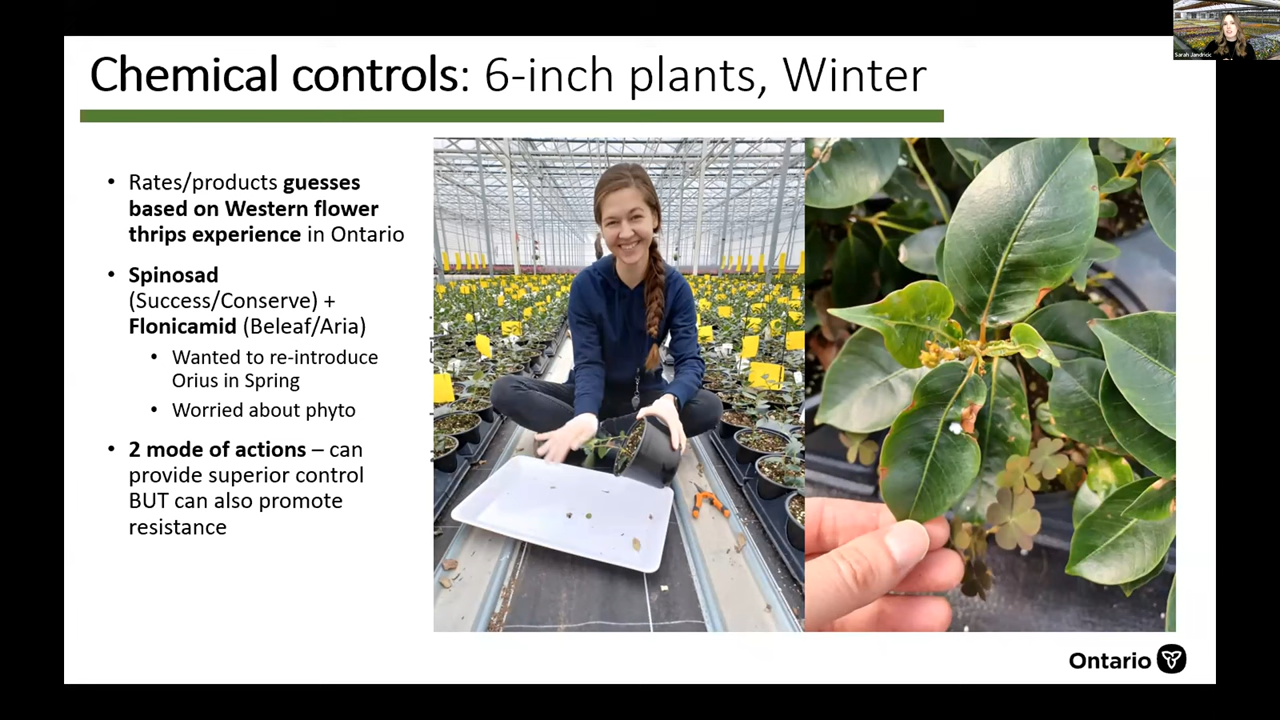 Sarah Jandricic
Chemical controls: 6-inch plants, Winter
• Rates/products guesses
based on Western flower
thrips experience in Ontario
• Spinosad
(Success/Conserve) +
Flonicamid (Beleaf/Aria)
• Wanted to re-introduce
Orius in Spring
• Worried about phyto
• 2 mode of actions – can
provide superior control
BUT can also promote
resistance
Ontario